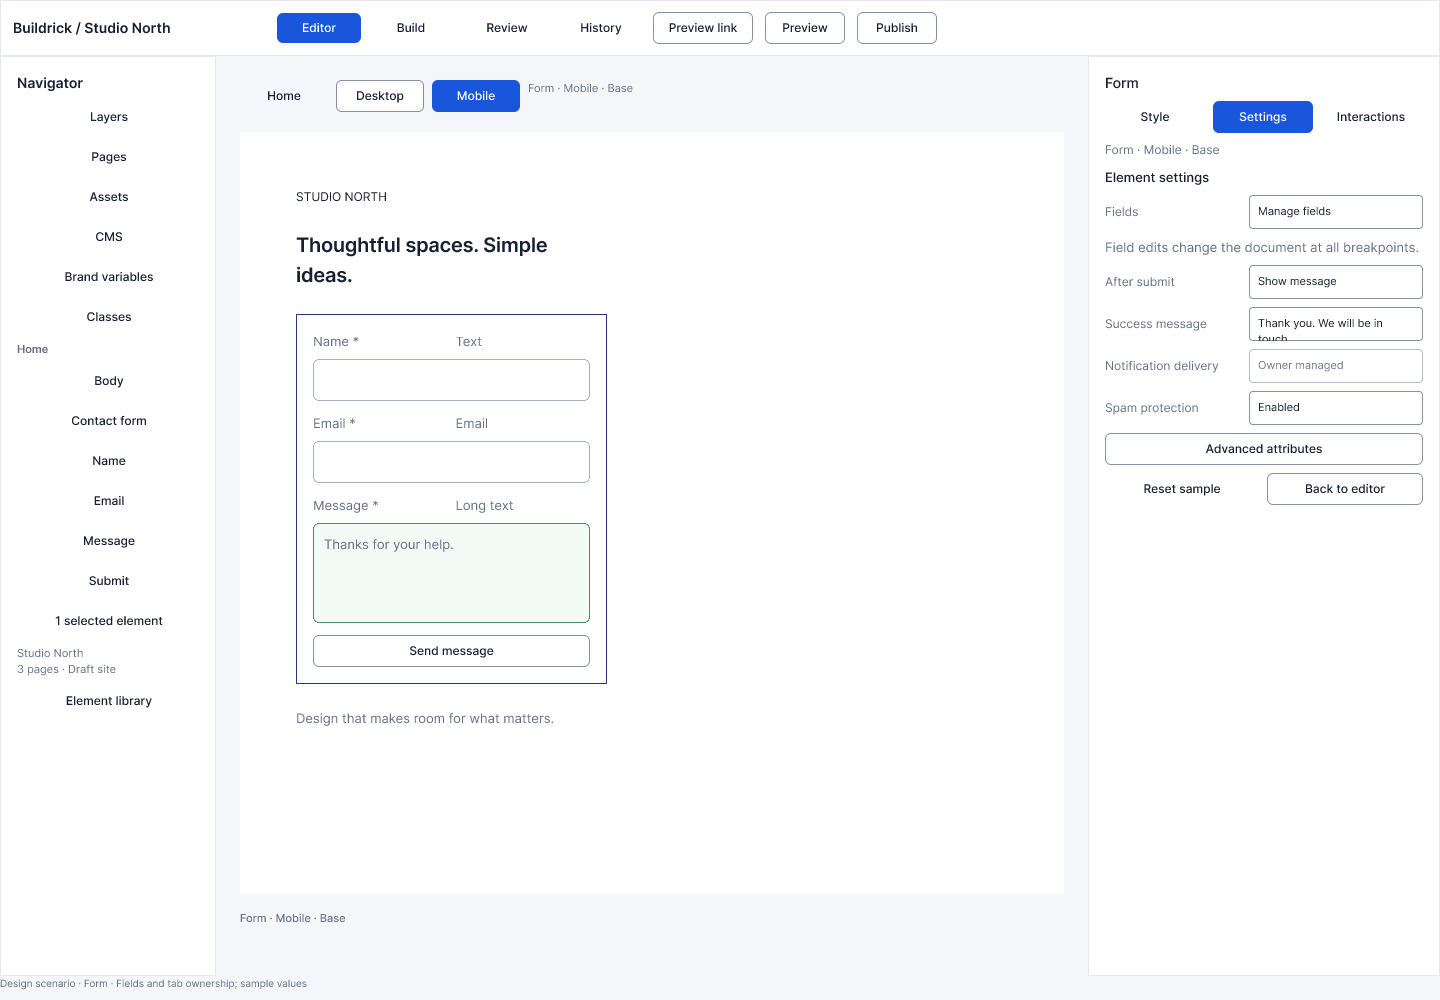 Buildrick / Studio North
Editor
Build
Review
History
Preview link
Preview
Publish
Navigator
Layers
Pages
Assets
CMS
Brand variables
Classes
Home
Body
Contact form
Name
Email
Message
Submit
1 selected element
Studio North
3 pages · Draft site
Element library
Home
Desktop
Mobile
Form · Mobile · Base
STUDIO NORTH
Thoughtful spaces. Simple
ideas.
Name *
Text
Email *
Email
Message *
Long text
Thanks for your help.
Send message
Design that makes room for what matters.
Form · Mobile · Base
Form
Style
Settings
Interactions
Form · Mobile · Base
Element settings
Fields
Manage fields
Field edits change the document at all breakpoints.
After submit
Show message
Success message
Thank you. We will be in
touch
Notification delivery
Owner managed
Spam protection
Enabled
Advanced attributes
Reset sample
Back to editor
Design scenario · Form · Fields and tab ownership; sample values